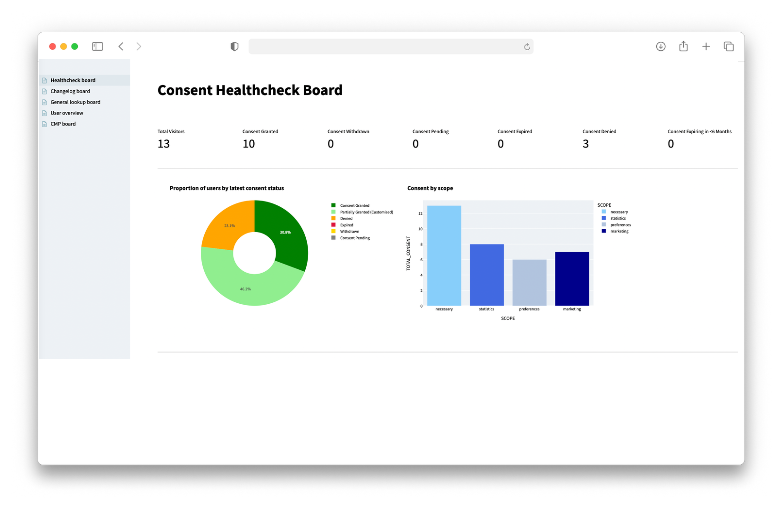 Healthcheck board
Changelog board
General lookup board
User overview
CMP board
Consent Healthcheck Board
Total Visitors
13
Consent Granted
10
Consent Withdrawn
0
Consent Pending
0
Consent Expired
0
Consent Denied
3
Consent Expiring in <6 Months
0
Proportion of users by latest consent status
30.8%
46.2%
23.1%
Consent Granted
Partially Granted (Customised)
Denied
Expired
Withdrawn
Consent Pending
Consent by scope
TOTAL_CONSENT
12
10
8
6
4
2
0
necessary
statistics
preferences
marketing
SCOPE
SCOPE
necessary
statistics
preferences
marketing